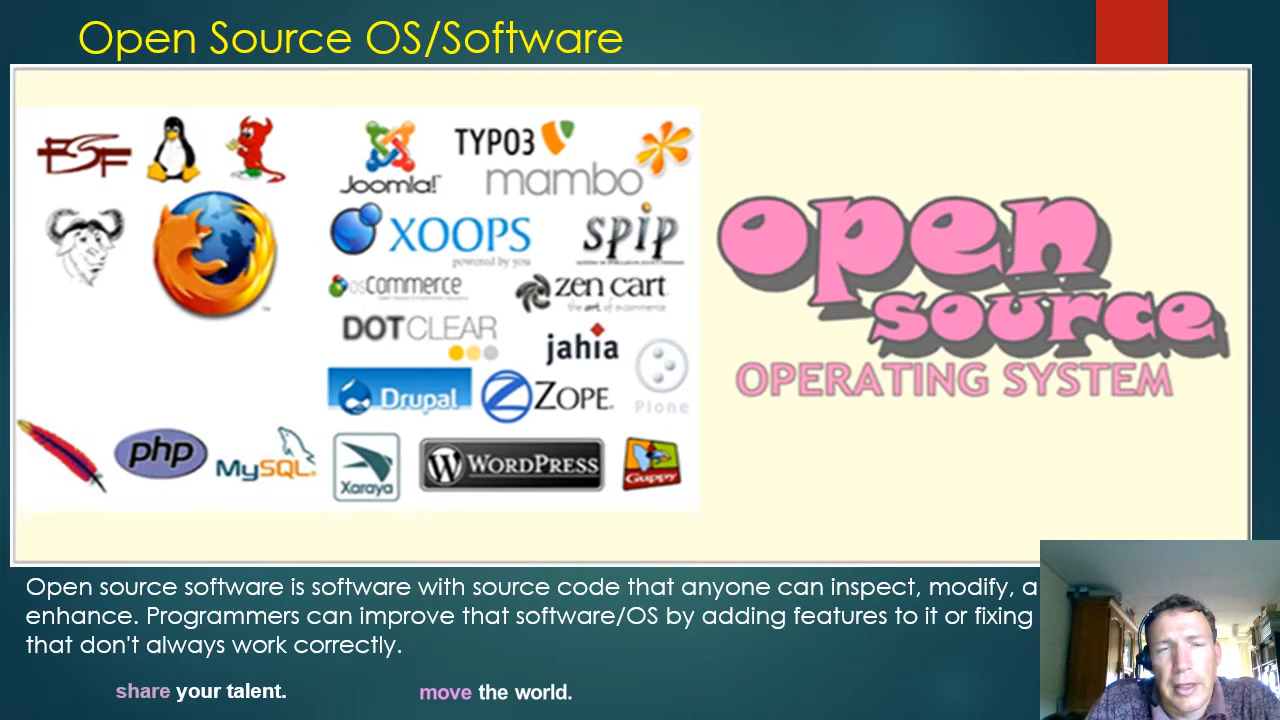 Open Source OS/Software
FSF
Joomla!
TYPO3
mambo
XOOPS
powered by you
spip
osCommerce
zen cart
the art of e-commerce
DOTCLEAR
jahia
Drupal
ZOPE
Plone
php
MySQL
Xaraya
WORDPRESS
Guppy
open
source
OPERATING SYSTEM
Open source software is software with source code that anyone can inspect, modify, a
enhance. Programmers can improve that software/OS by adding features to it or fixing
that don't always work correctly.
share your talent. move the world.